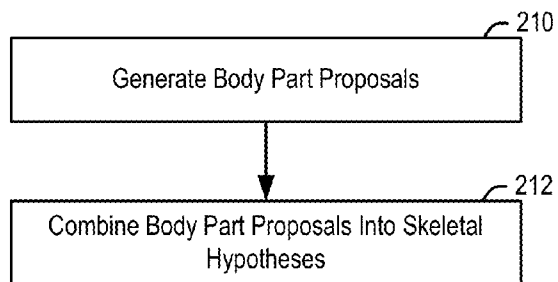 210
Generate Body Part Proposals
212
Combine Body Part Proposals Into Skeletal
Hypotheses